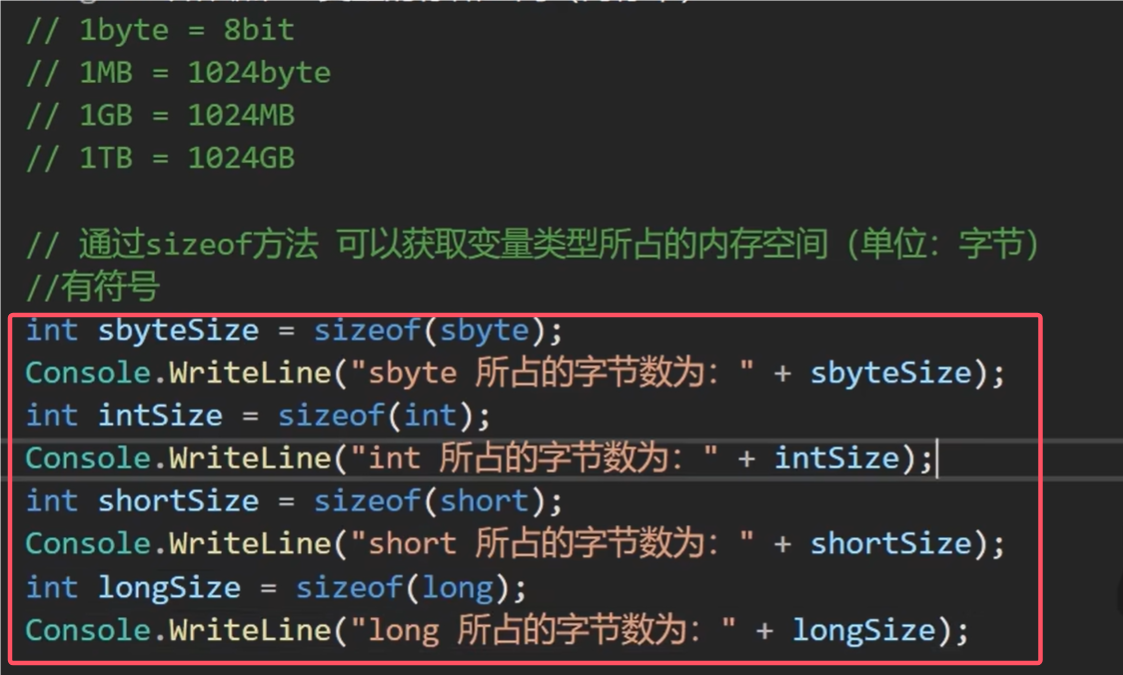 // 1byte = 8bit
// 1MB = 1024byte
// 1GB = 1024MB
// 1TB = 1024GB
// 通过sizeof方法 可以获取变量类型所占的内存空间（单位：字节）
//有符号
int sbyteSize = sizeof(sbyte);
Console.WriteLine("sbyte 所占的字节数为：" + sbyteSize);
int intSize = sizeof(int);
Console.WriteLine("int 所占的字节数为：" + intSize);
int shortSize = sizeof(short);
Console.WriteLine("short 所占的字节数为：" + shortSize);
int longSize = sizeof(long);
Console.WriteLine("long 所占的字节数为：" + longSize);